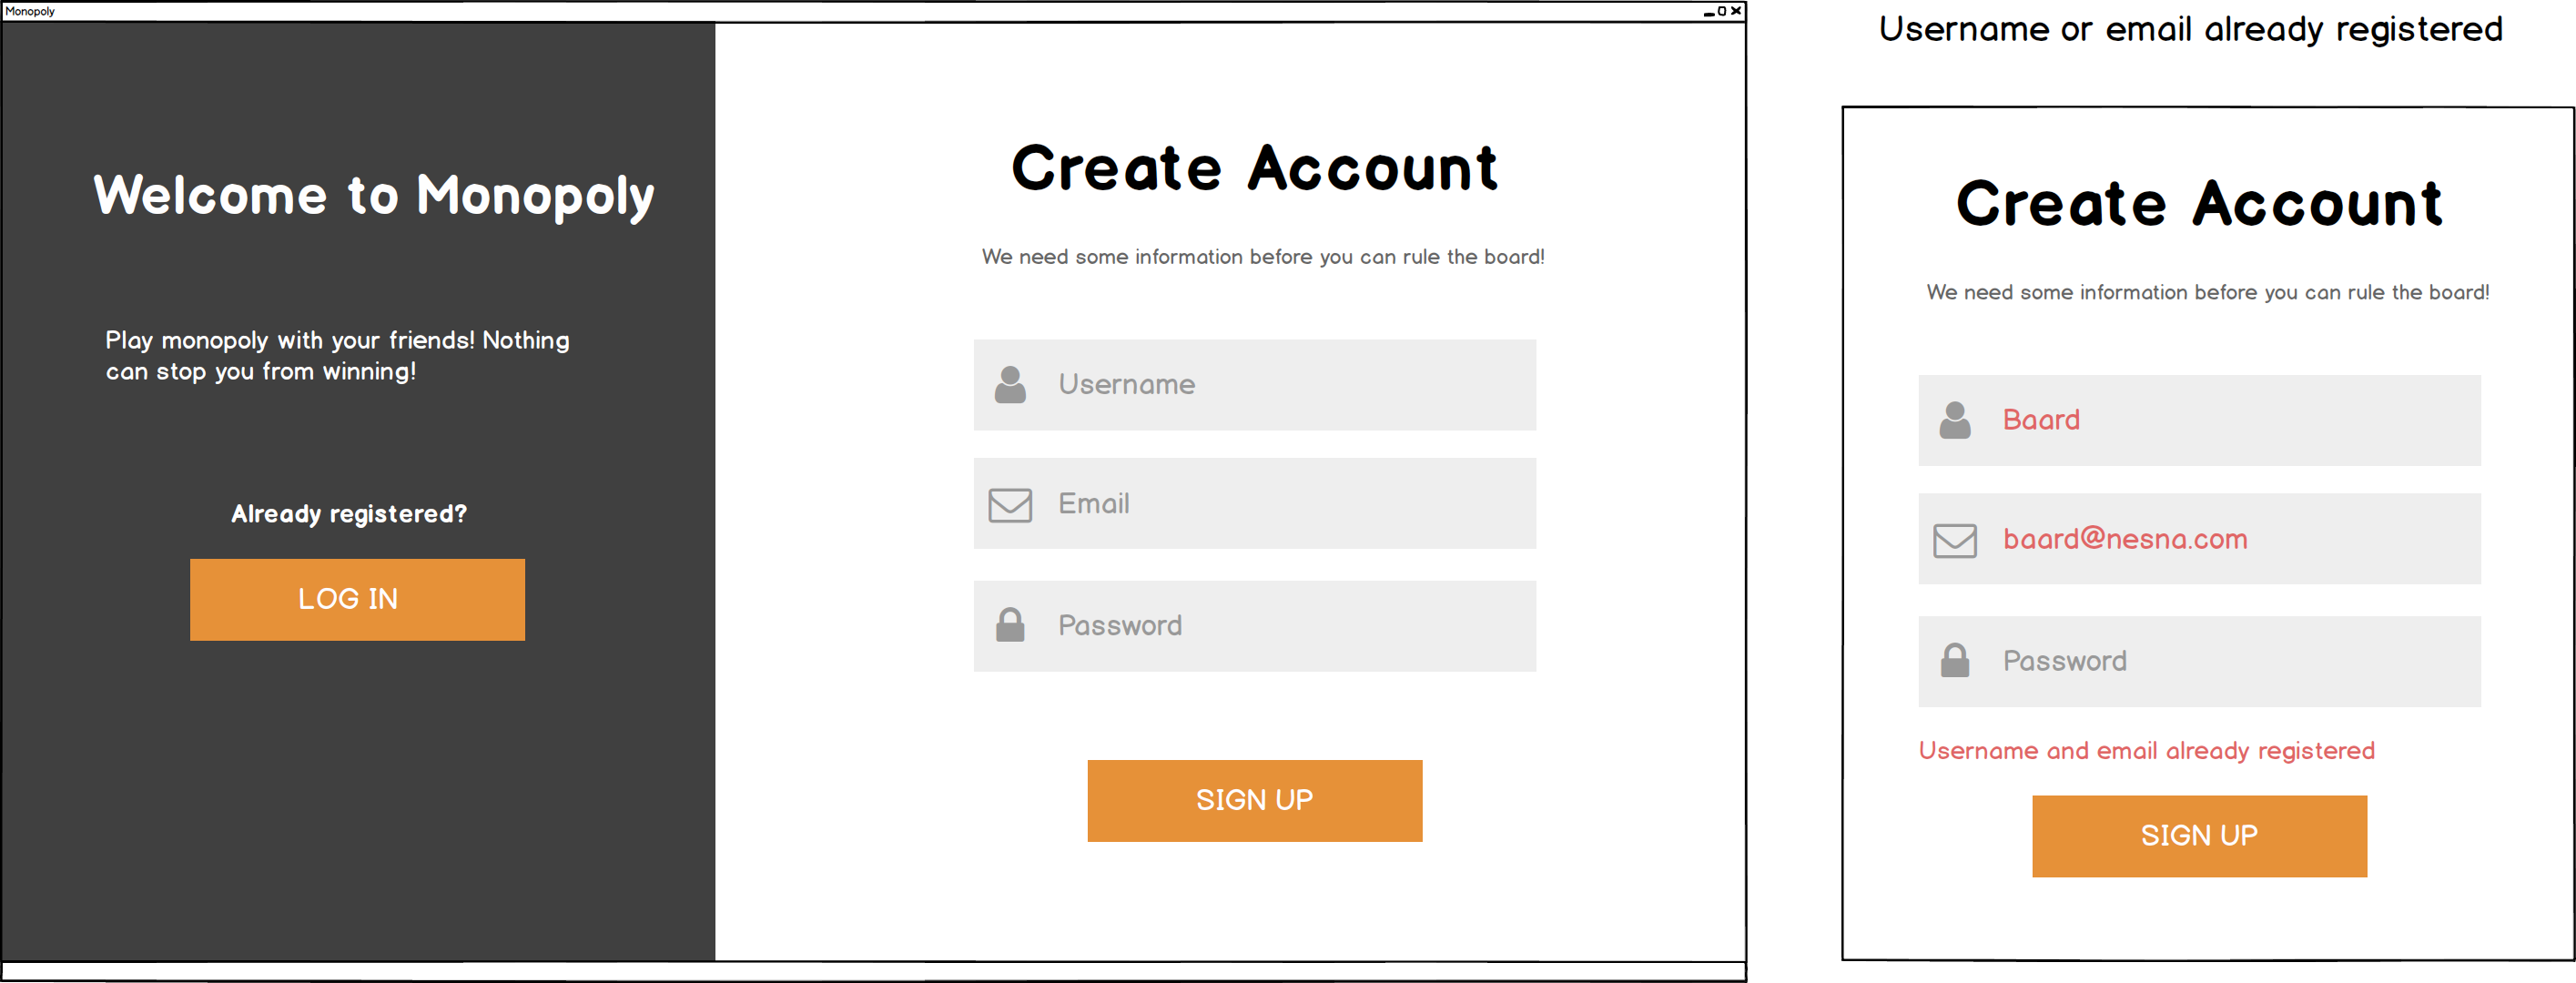 Monopoly
Welcome to Monopoly
Play monopoly with your friends! Nothing
can stop you from winning!
Already registered?
LOG IN
Create Account
We need some information before you can rule the board!
Username
Email
Password
SIGN UP
Username or email already registered
Create Account
We need some information before you can rule the board!
Baard
baard@nesna.com
Password
Username and email already registered
SIGN UP